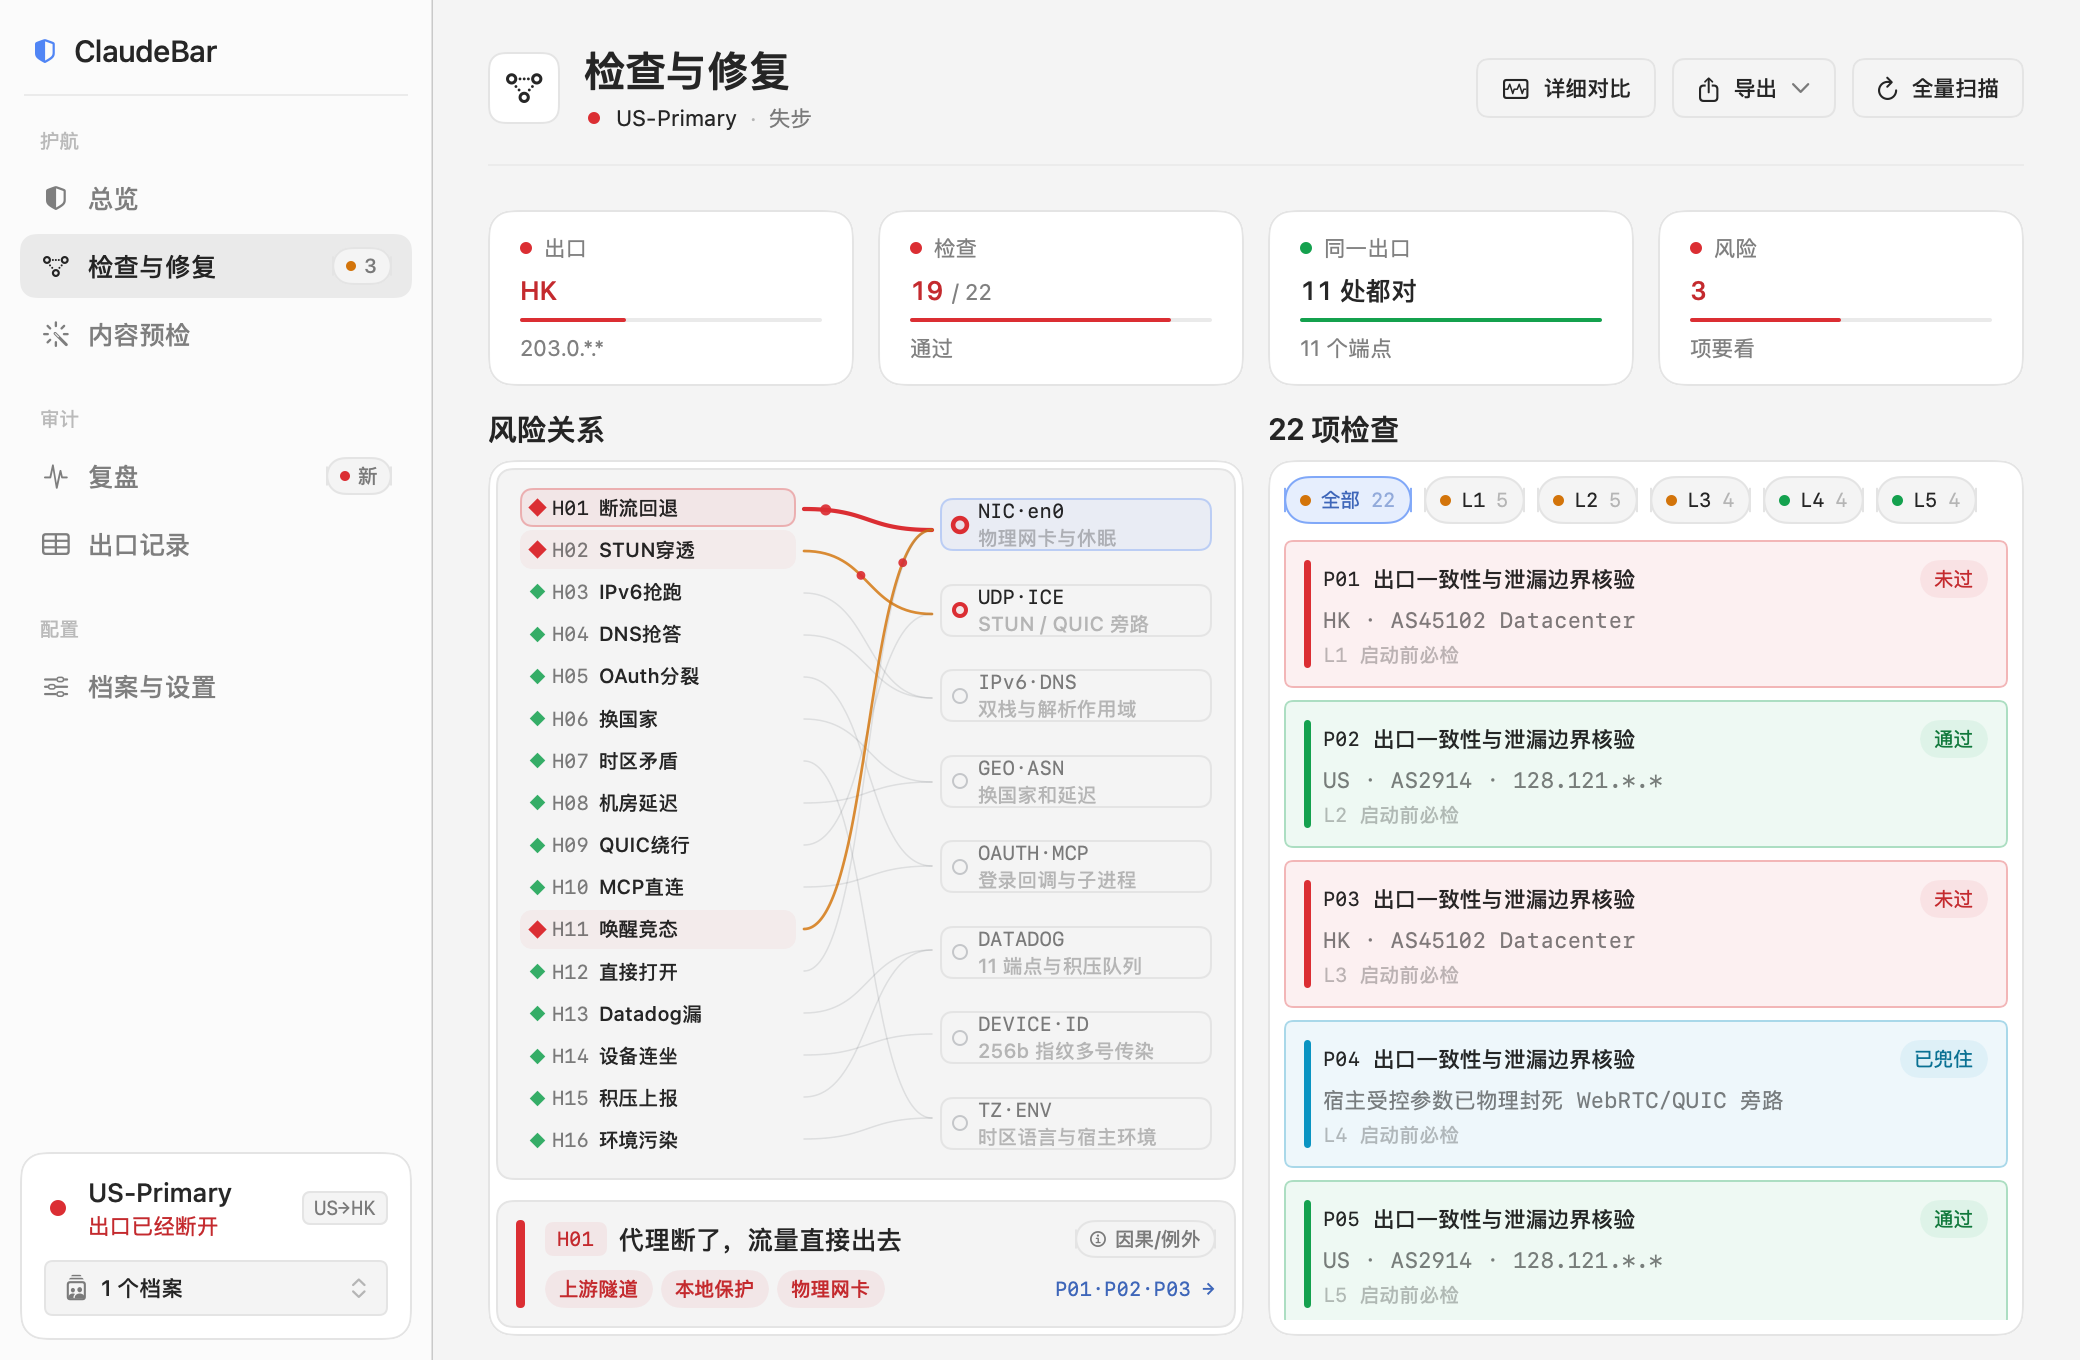 ClaudeBar
护航
总览
检查与修复
3
内容预检
审计
复盘
新
出口记录
配置
档案与设置
US-Primary
出口已经断开
US→HK
1 个档案
检查与修复
US-Primary · 失步
详细对比
导出
全量扫描
出口
HK
203.0.*.*
检查
19 / 22
通过
同一出口
11 处都对
11 个端点
风险
3
项要看
风险关系
H01 断流回退
H02 STUN穿透
H03 IPv6抢跑
H04 DNS抢答
H05 OAuth分裂
H06 换国家
H07 时区矛盾
H08 机房延迟
H09 QUIC绕行
H10 MCP直连
H11 唤醒竞态
H12 直接打开
H13 Datadog漏
H14 设备连坐
H15 积压上报
H16 环境污染
NIC·en0
物理网卡与休眠
UDP·ICE
STUN / QUIC 旁路
IPv6·DNS
双栈与解析作用域
GEO·ASN
换国家和延迟
OAUTH·MCP
登录回调与子进程
DATADOG
11 端点与积压队列
DEVICE·ID
256b 指纹多号传染
TZ·ENV
时区语言与宿主环境
H01 代理断了，流量直接出去
因果/例外
上游隧道 本地保护 物理网卡
P01·P02·P03 →
22 项检查
全部 22
L1 5
L2 5
L3 4
L4 4
L5 4
P01 出口一致性与泄漏边界核验
未过
HK · AS45102 Datacenter
L1 启动前必检
P02 出口一致性与泄漏边界核验
通过
US · AS2914 · 128.121.*.*
L2 启动前必检
P03 出口一致性与泄漏边界核验
未过
HK · AS45102 Datacenter
L3 启动前必检
P04 出口一致性与泄漏边界核验
已兜住
宿主受控参数已物理封死 WebRTC/QUIC 旁路
L4 启动前必检
P05 出口一致性与泄漏边界核验
通过
US · AS2914 · 128.121.*.*
L5 启动前必检